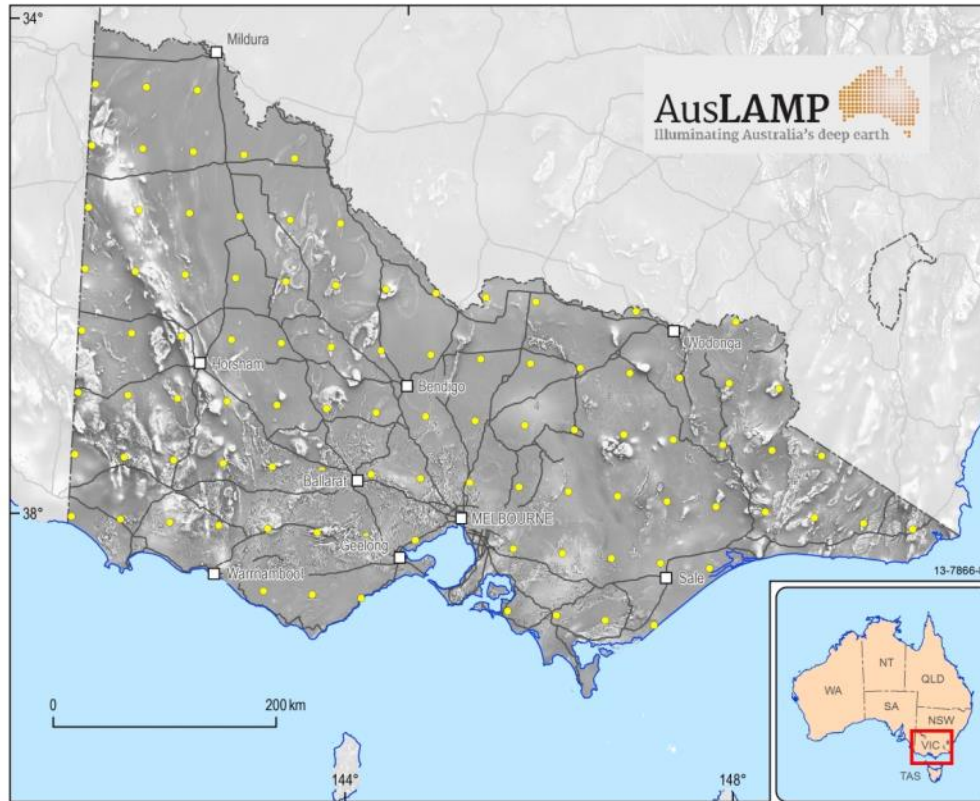 34°
Mildura
AusLAMP
Illuminating Australia's deep earth
Wodonga
Horsham
Bendigo
Ballarat
38°
MELBOURNE
Geelong
13-7866-
Warrnambool
Sale
0
200 km
144°
148°
NT
QLD
WA
SA
NSW
VIC
TAS